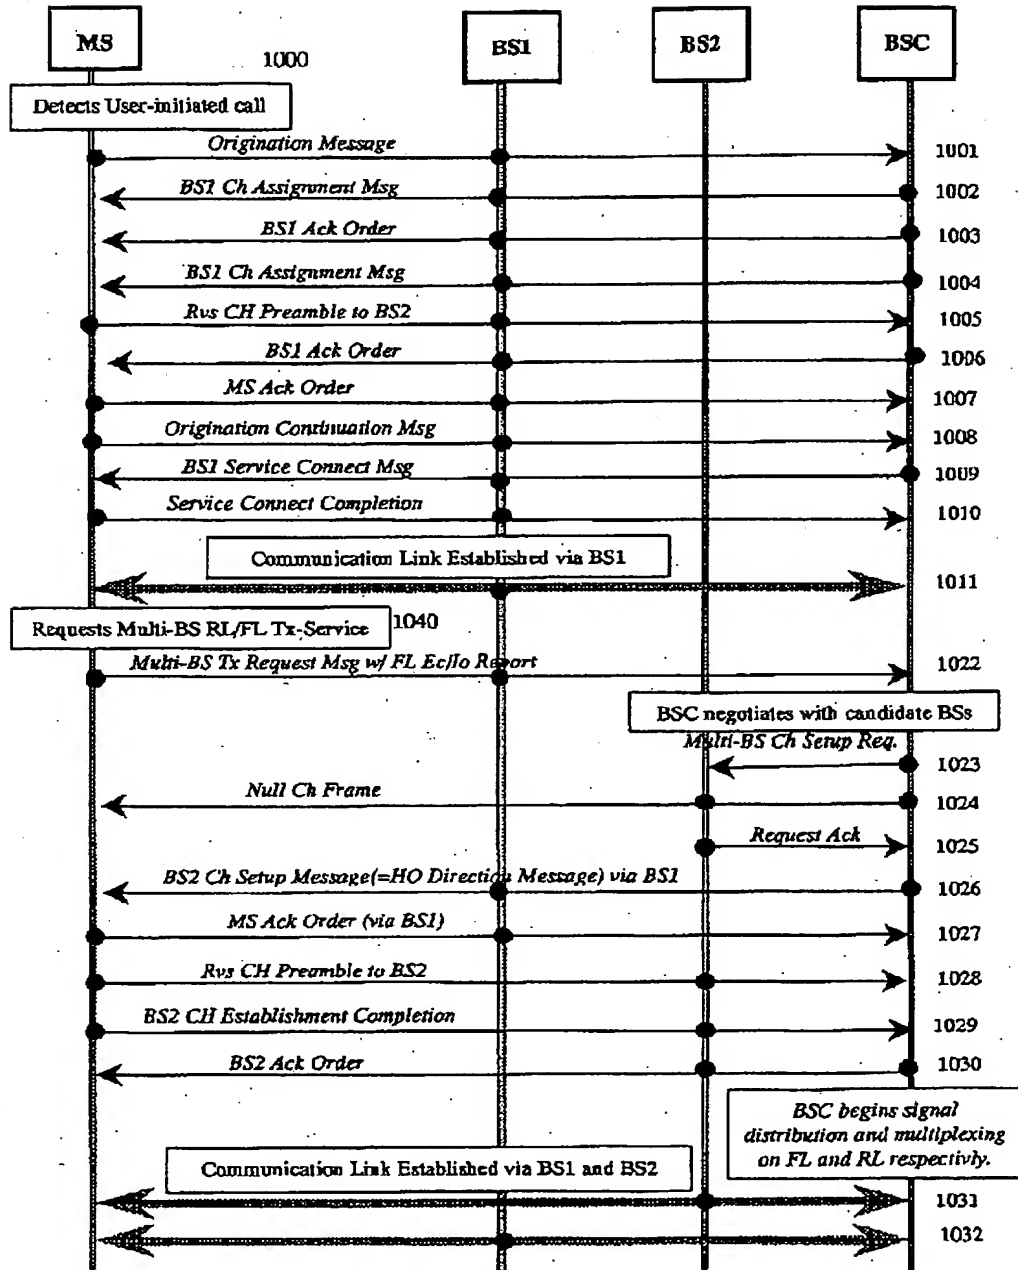 MS
BS1
BS2
BSC
1000
Detects User-initiated call
Origination Message 1001
BS1 Ch Assignment Msg 1002
BS1 Ack Order 1003
BS1 Ch Assignment Msg 1004
Rvs CH Preamble to BS2 1005
BS1 Ack Order 1006
MS Ack Order 1007
Origination Continuation Msg 1008
BS1 Service Connect Msg 1009
Service Connect Completion 1010
Communication Link Established via BS1
1011
Requests Multi-BS RL/FL Tx-Service 1040
Multi-BS Tx Request Msg w/ FL Ec/Io Report 1022
BSC negotiates with candidate BSs
Multi-BS Ch Setup Req.
1023
Null Ch Frame 1024
Request Ack 1025
BS2 Ch Setup Message(=HO Direction Message) via BS1 1026
MS Ack Order (via BS1) 1027
Rvs CH Preamble to BS2 1028
BS2 CH Establishment Completion 1029
BS2 Ack Order 1030
BSC begins signal
distribution and multiplexing
on FL and RL respectivly.
Communication Link Established via BS1 and BS2
1031
1032